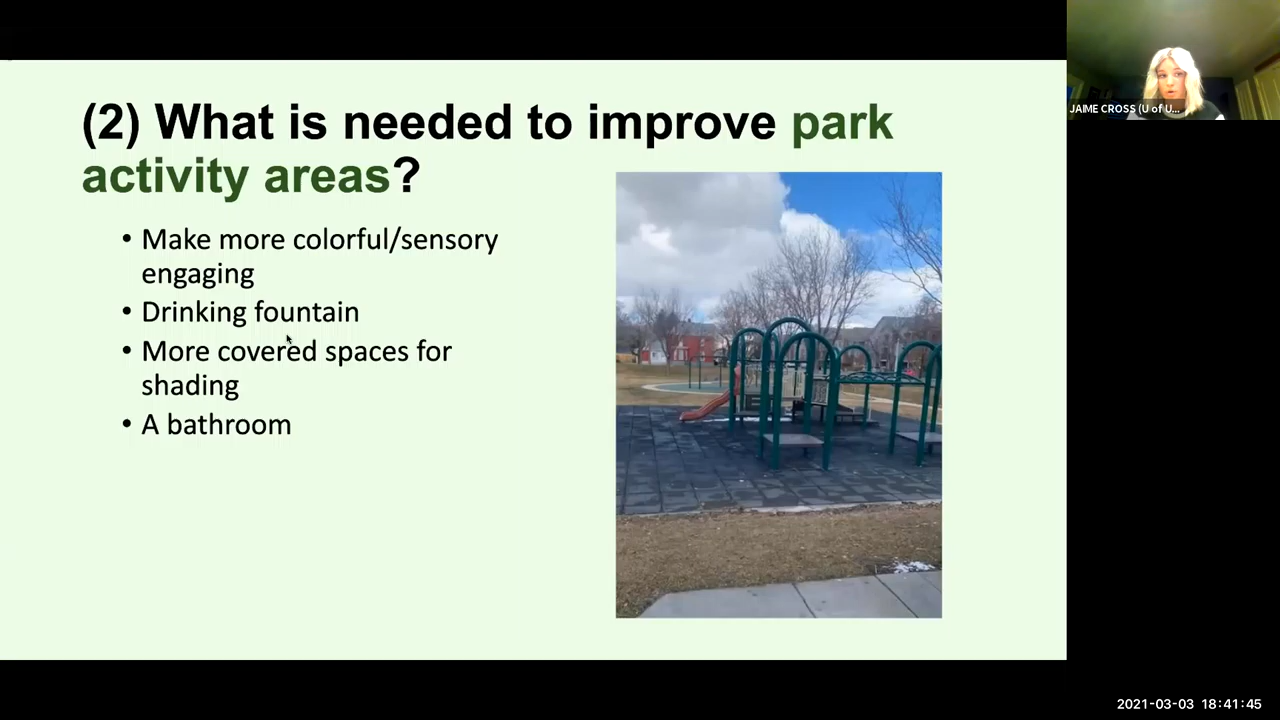 JAIME CROSS (U of U...
(2) What is needed to improve park
activity areas?
• Make more colorful/sensory
engaging
• Drinking fountain
• More covered spaces for
shading
• A bathroom
2021-03-03 18:41:45